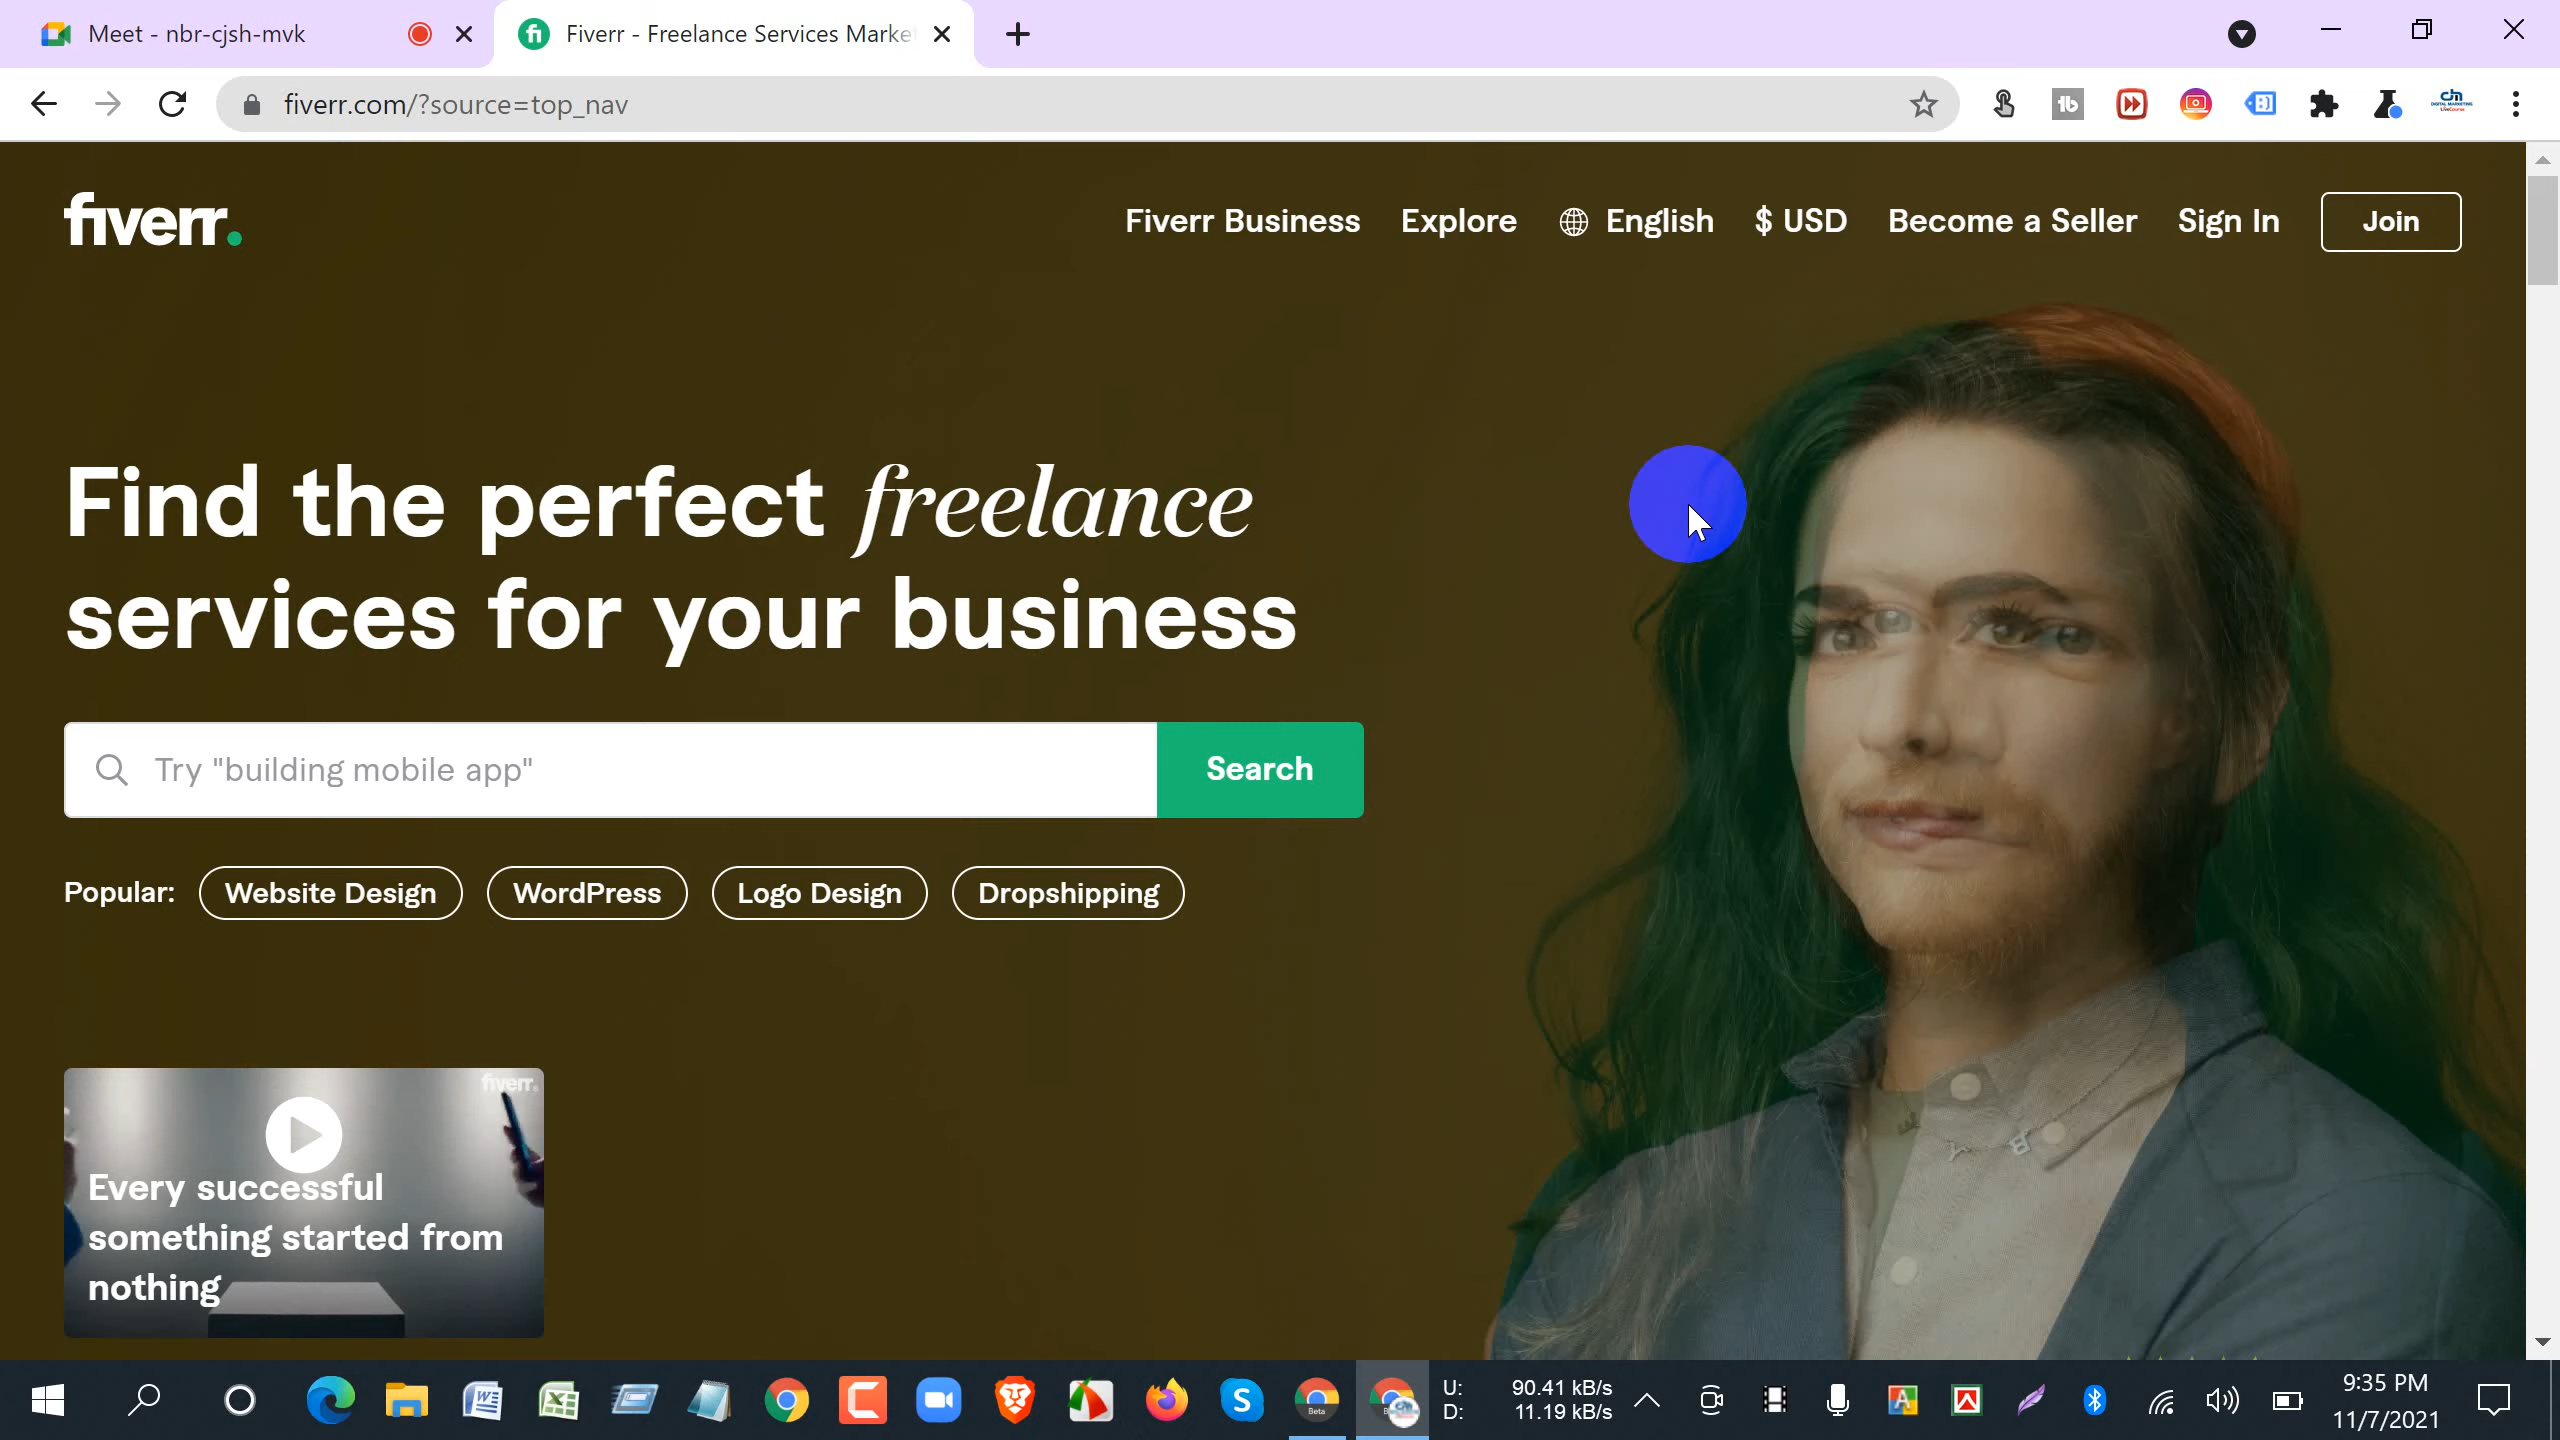 Meet - nbr-cjsh-mvk
Fiverr - Freelance Services Marke
fiverr.com/?source=top_nav
fiverr.
Fiverr Business
Explore
English
$ USD
Become a Seller
Sign In
Join
Find the perfect freelance
services for your business
Try "building mobile app"
Search
Popular:
Website Design
WordPress
Logo Design
Dropshipping
fiverr.
Every successful
something started from
nothing
U: 90.41 kB/s
D: 11.19 kB/s
9:35 PM
11/7/2021